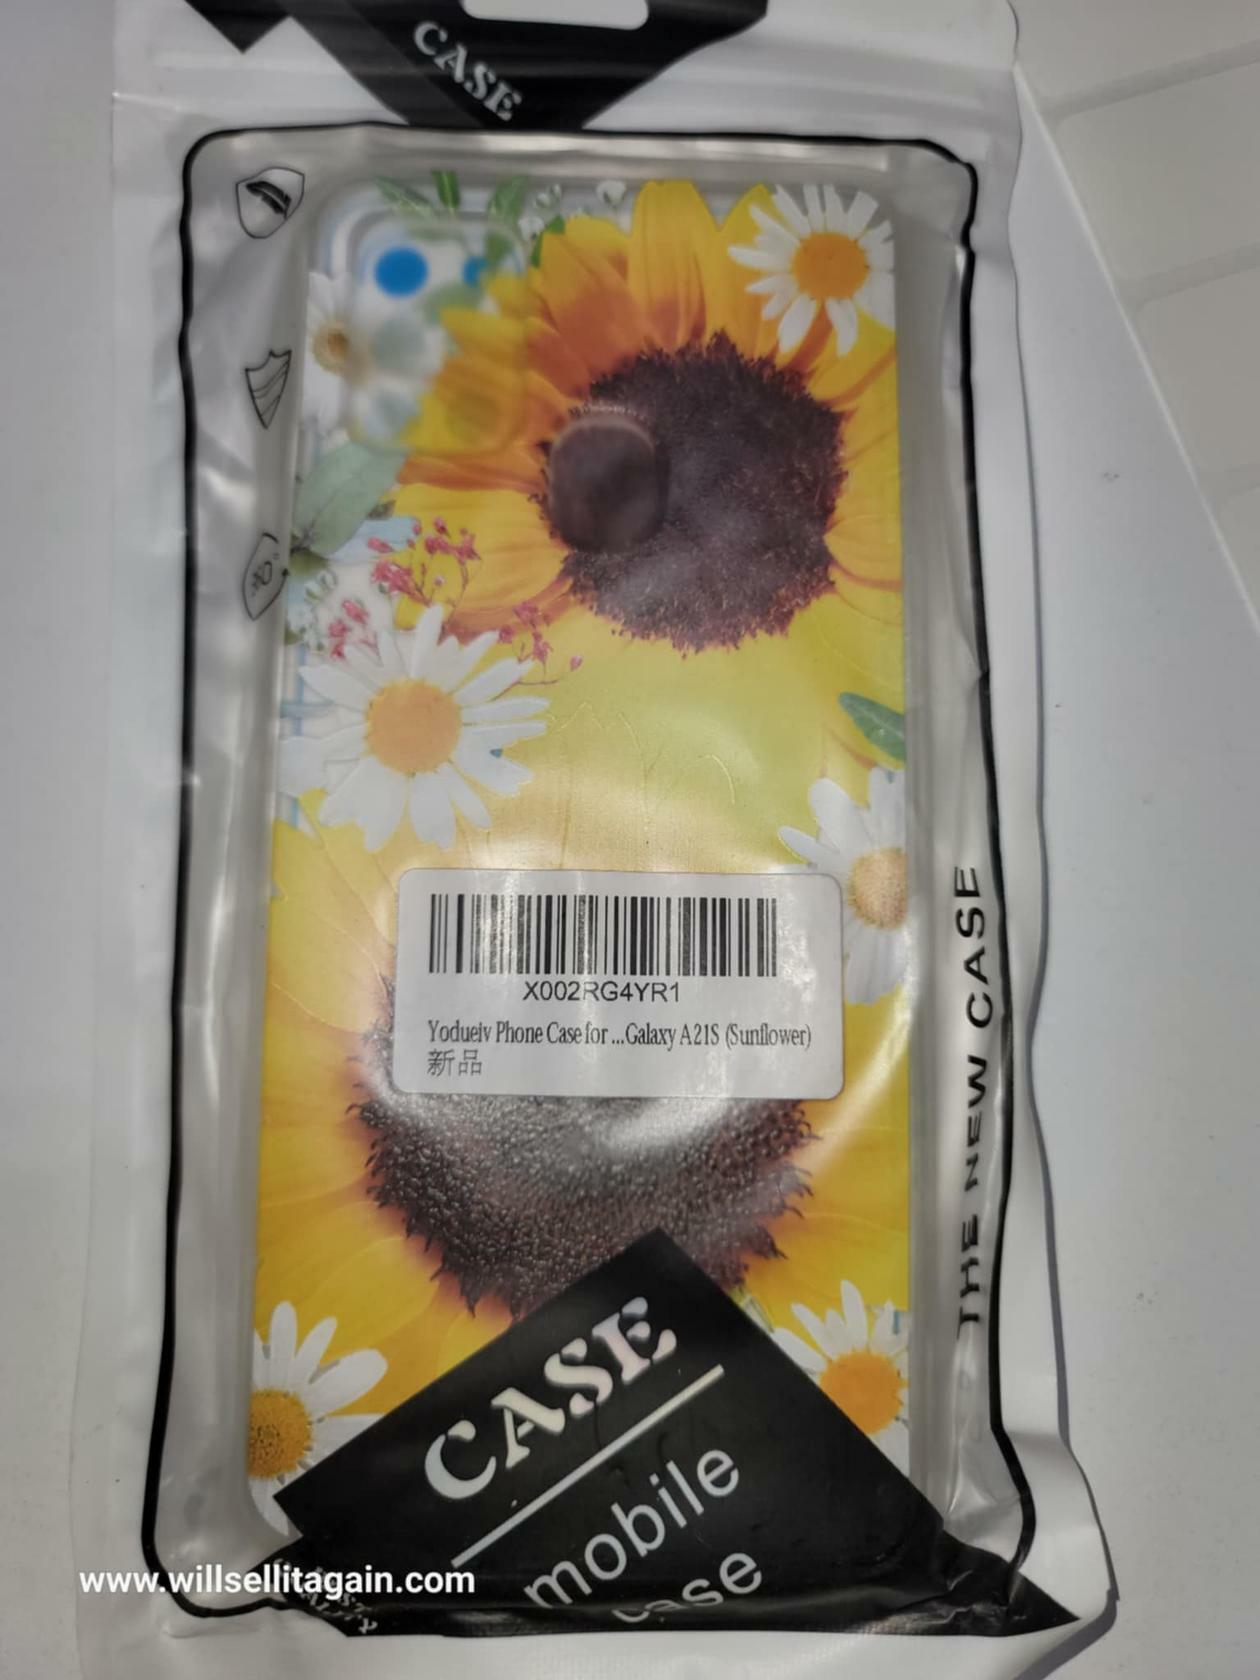 CASE
X002RG4YR1
Yodueiv Phone Case for ...Galaxy A21S (Sunflower)
新品
THE NEW CASE
CASE
mobile
case
www.willsellitagain.com